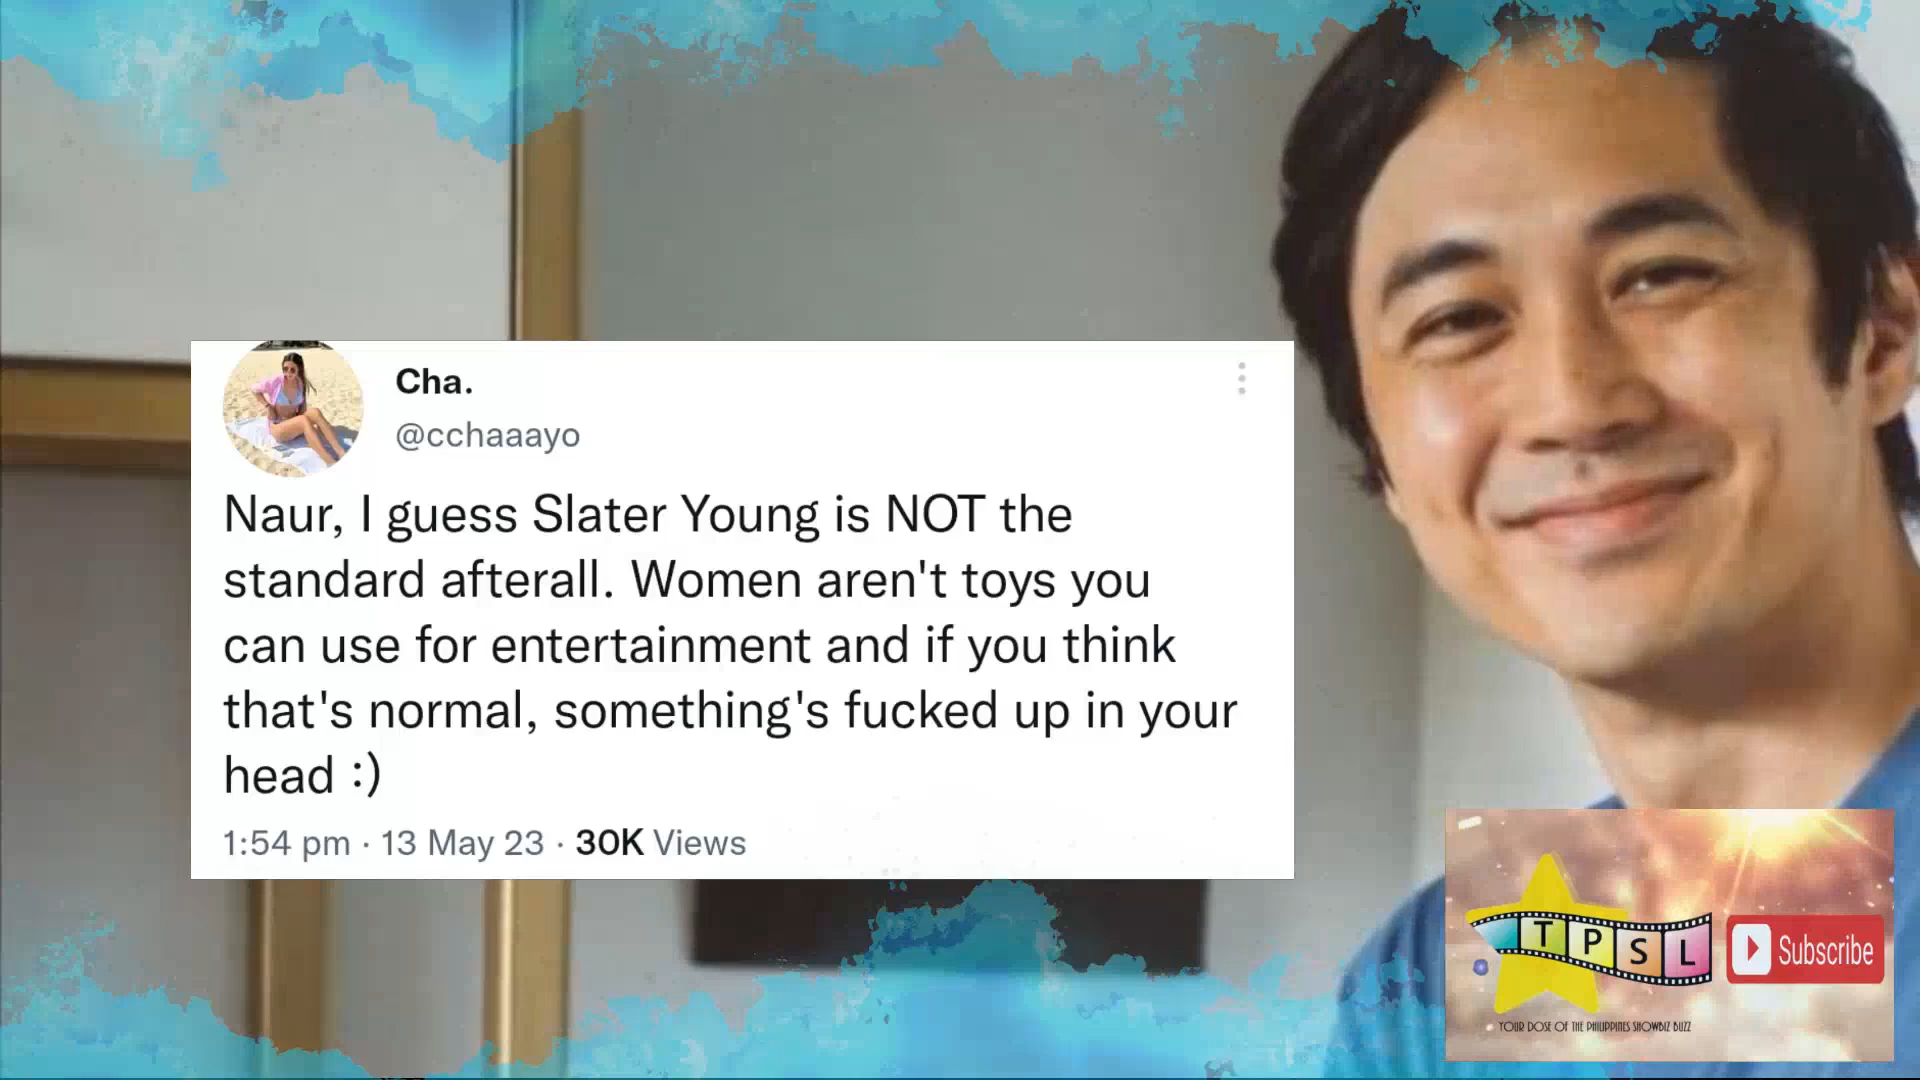 Cha.
@cchaaayo
Naur, I guess Slater Young is NOT the
standard afterall. Women aren't toys you
can use for entertainment and if you think
that's normal, something's fucked up in your
head :)
1:54 pm · 13 May 23 · 30K Views
TPSL
Subscribe
YOUR DOSE OF THE PHILIPPINES SHOWBIZ BUZZ